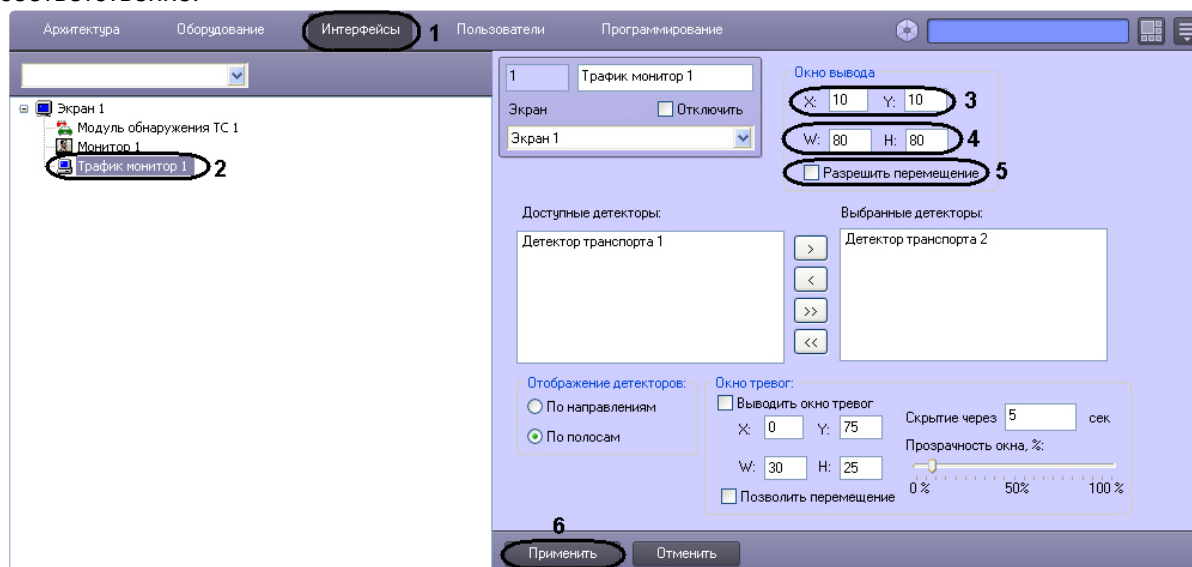 Архитектура Оборудование Интерфейсы 1 Пользователи Программирование
1 Трафик монитор 1
Экран Отключить
Экран 1
Окно вывода
X: 10 Y: 10 3
W: 80 H: 80 4
Разрешить перемещение 5
Экран 1
Модуль обнаружения ТС 1
Монитор 1
Трафик монитор 1 2
Доступные детекторы: Выбранные детекторы:
Детектор транспорта 1 > Детектор транспорта 2
<
>>
<<
Отображение детекторов:
По направлениям
По полосам
Окно тревог:
Выводить окно тревог
X: 0 Y: 75
W: 30 H: 25
Позволить перемещение
Скрытие через 5 сек
Прозрачность окна, %:
0 % 50% 100 %
6
Применить Отменить